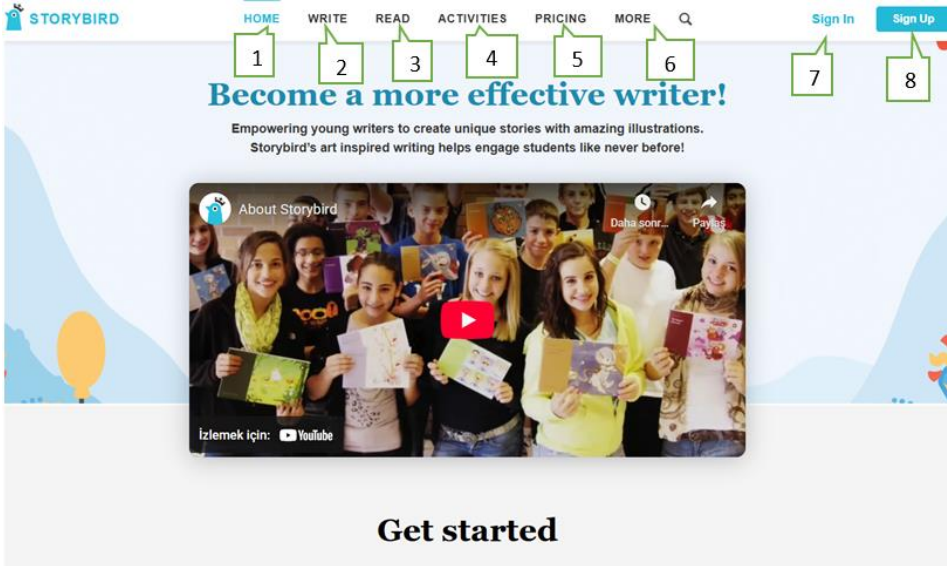 STORYBIRD HOME WRITE READ ACTIVITIES PRICING MORE Sign In Sign Up
1 2 3 4 5 6 7 8
Become a more effective writer!
Empowering young writers to create unique stories with amazing illustrations.
Storybird's art inspired writing helps engage students like never before!
About Storybird
Daha sonr... Paylaş
İzlemek için: YouTube
Get started